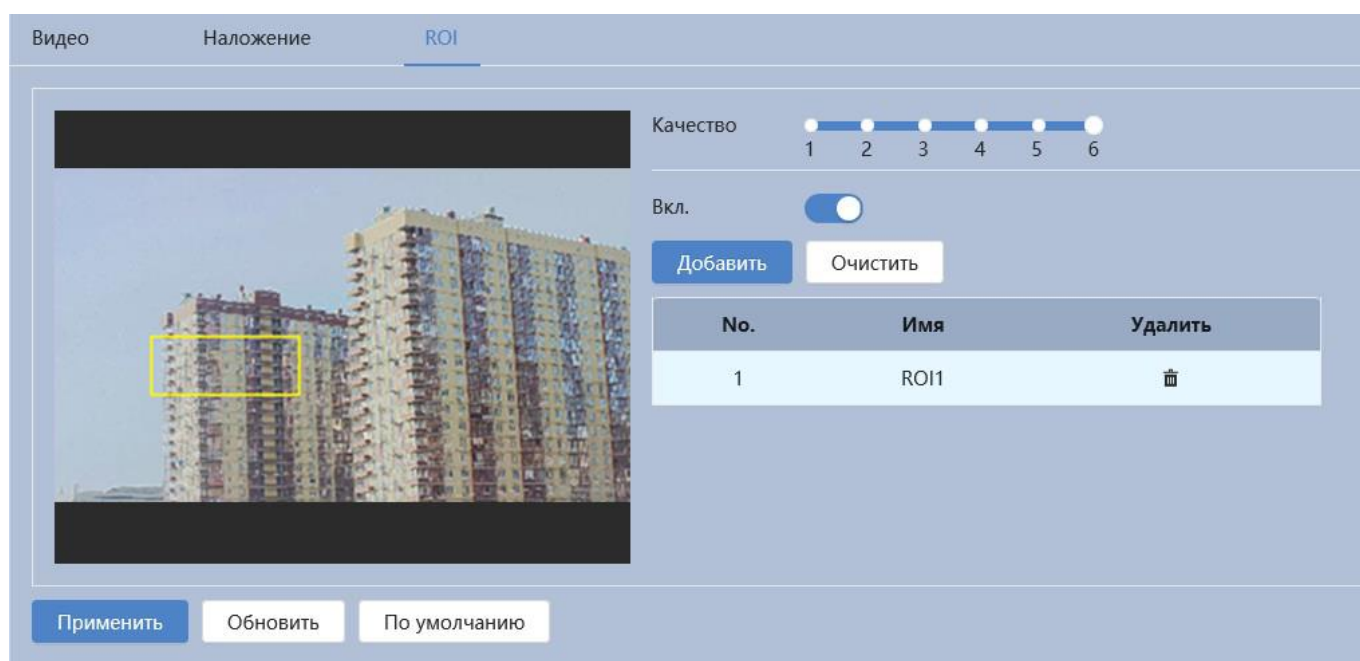 Видео Наложение ROI
Качество
1 2 3 4 5 6
Вкл.
Добавить Очистить
No. Имя Удалить
1 ROI1
Применить Обновить По умолчанию